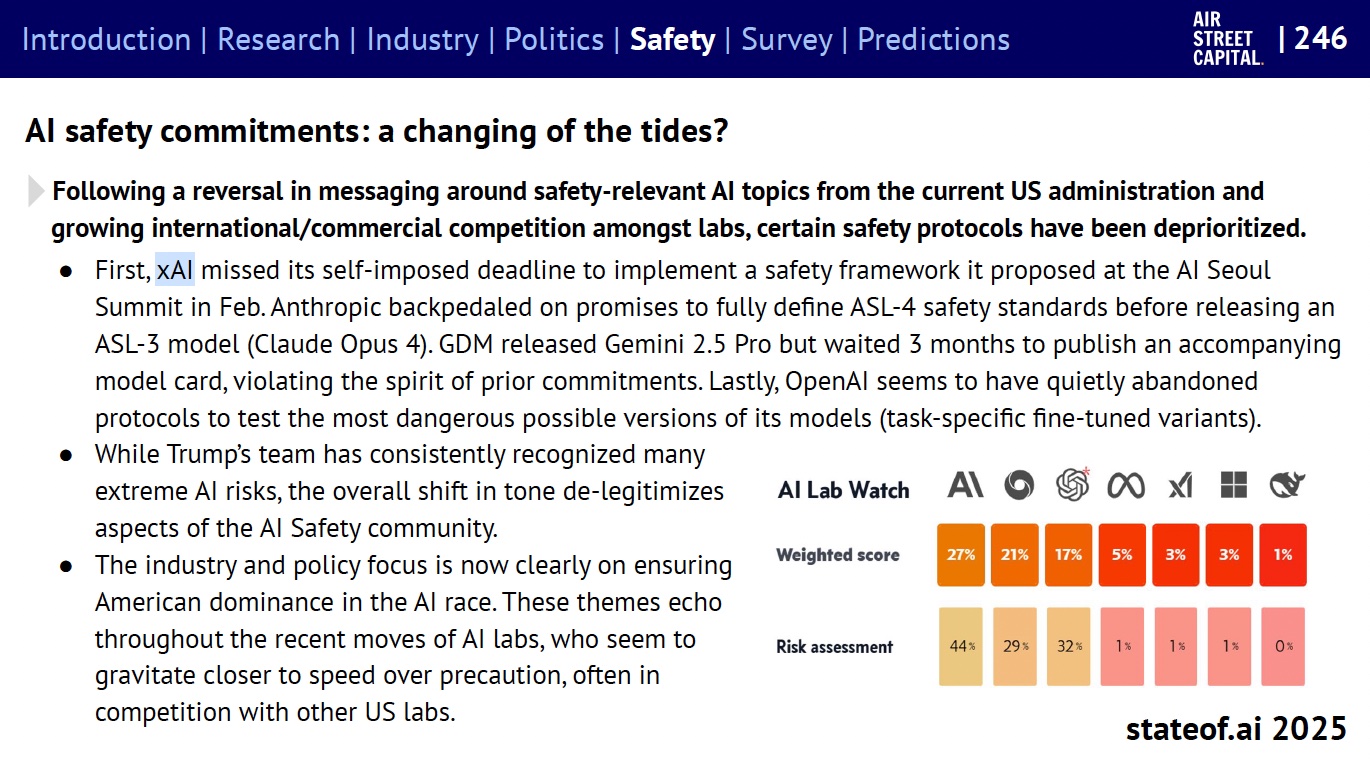 Introduction | Research | Industry | Politics | Safety | Survey | Predictions
AIR
STREET
CAPITAL.
| 246
AI safety commitments: a changing of the tides?
Following a reversal in messaging around safety-relevant AI topics from the current US administration and
growing international/commercial competition amongst labs, certain safety protocols have been deprioritized.
● First, xAI missed its self-imposed deadline to implement a safety framework it proposed at the AI Seoul
Summit in Feb. Anthropic backpedaled on promises to fully define ASL-4 safety standards before releasing an
ASL-3 model (Claude Opus 4). GDM released Gemini 2.5 Pro but waited 3 months to publish an accompanying
model card, violating the spirit of prior commitments. Lastly, OpenAI seems to have quietly abandoned
protocols to test the most dangerous possible versions of its models (task-specific fine-tuned variants).
● While Trump’s team has consistently recognized many
extreme AI risks, the overall shift in tone de-legitimizes
aspects of the AI Safety community.
● The industry and policy focus is now clearly on ensuring
American dominance in the AI race. These themes echo
throughout the recent moves of AI labs, who seem to
gravitate closer to speed over precaution, often in
competition with other US labs.
AI Lab Watch
Weighted score 27% 21% 17% 5% 3% 3% 1%
Risk assessment 44% 29% 32% 1% 1% 1% 0%
stateof.ai 2025